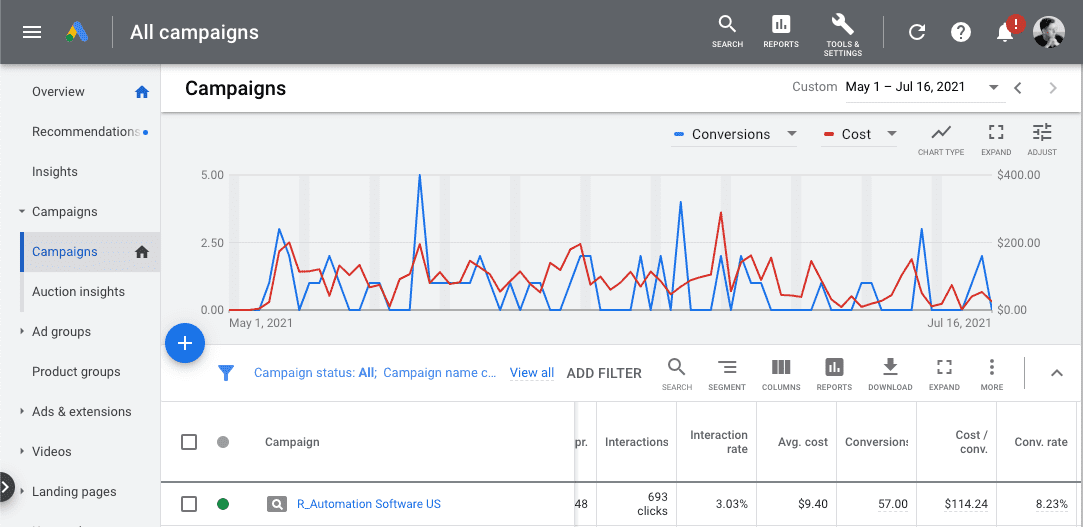 All campaigns
SEARCH
REPORTS
TOOLS &
SETTINGS
!
Overview
Recommendations
Insights
Campaigns
Campaigns
Auction insights
Ad groups
Product groups
Ads & extensions
Videos
Landing pages
Campaigns
Custom May 1 – Jul 16, 2021
Conversions
Cost
CHART TYPE
EXPAND
ADJUST
5.00
2.50
0.00
$400.00
$200.00
$0.00
May 1, 2021
Jul 16, 2021
Campaign status: All; Campaign name c... View all ADD FILTER
SEARCH
SEGMENT
COLUMNS
REPORTS
DOWNLOAD
EXPAND
MORE
Campaign
pr.
Interactions
Interaction
rate
Avg. cost
Conversions
Cost /
conv.
Conv. rate
R_Automation Software US
48
693
clicks
3.03%
$9.40
57.00
$114.24
8.23%